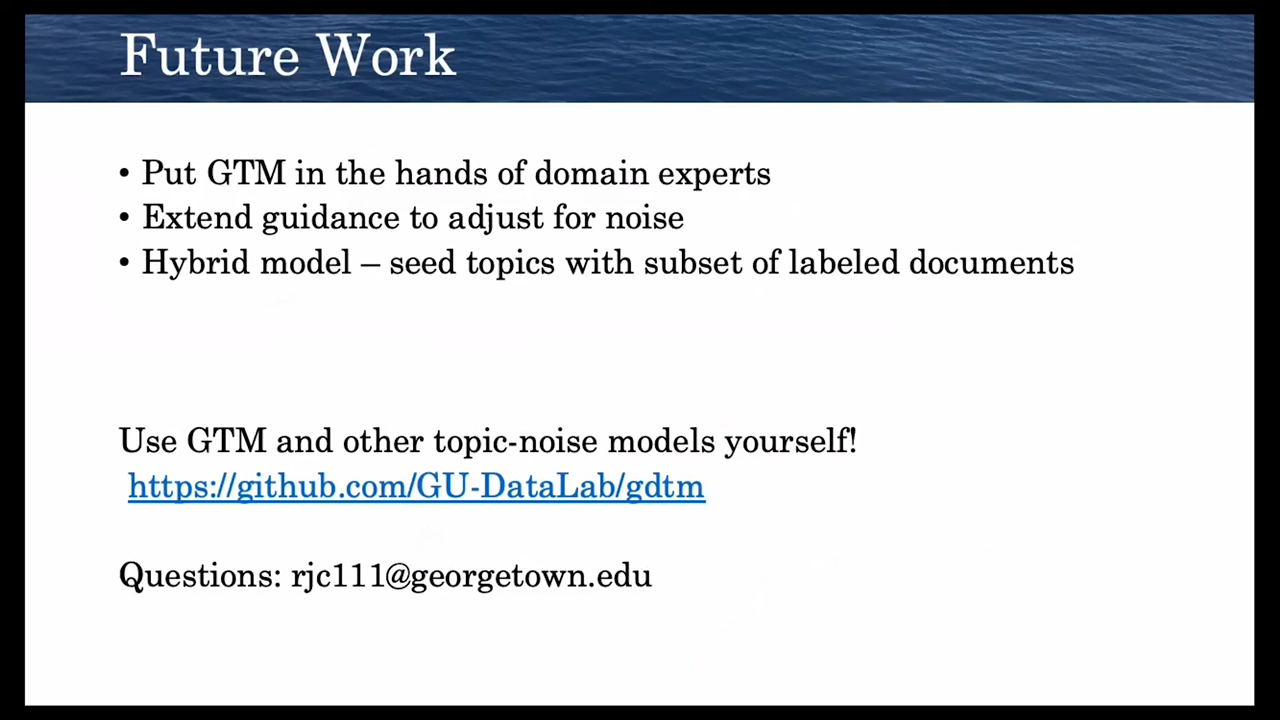 Future Work
• Put GTM in the hands of domain experts
• Extend guidance to adjust for noise
• Hybrid model – seed topics with subset of labeled documents
Use GTM and other topic-noise models yourself!
https://github.com/GU-DataLab/gdtm
Questions: rjc111@georgetown.edu